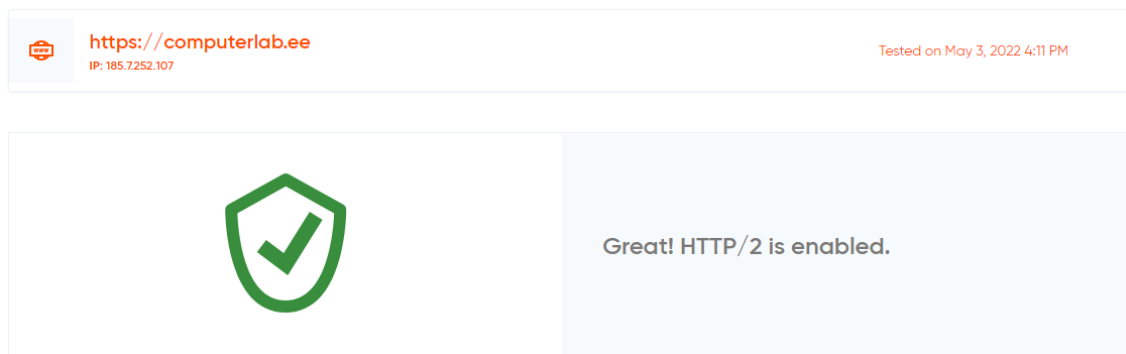 www
https://computerlab.ee
IP: 185.7.252.107
Tested on May 3, 2022 4:11 PM
Great! HTTP/2 is enabled.